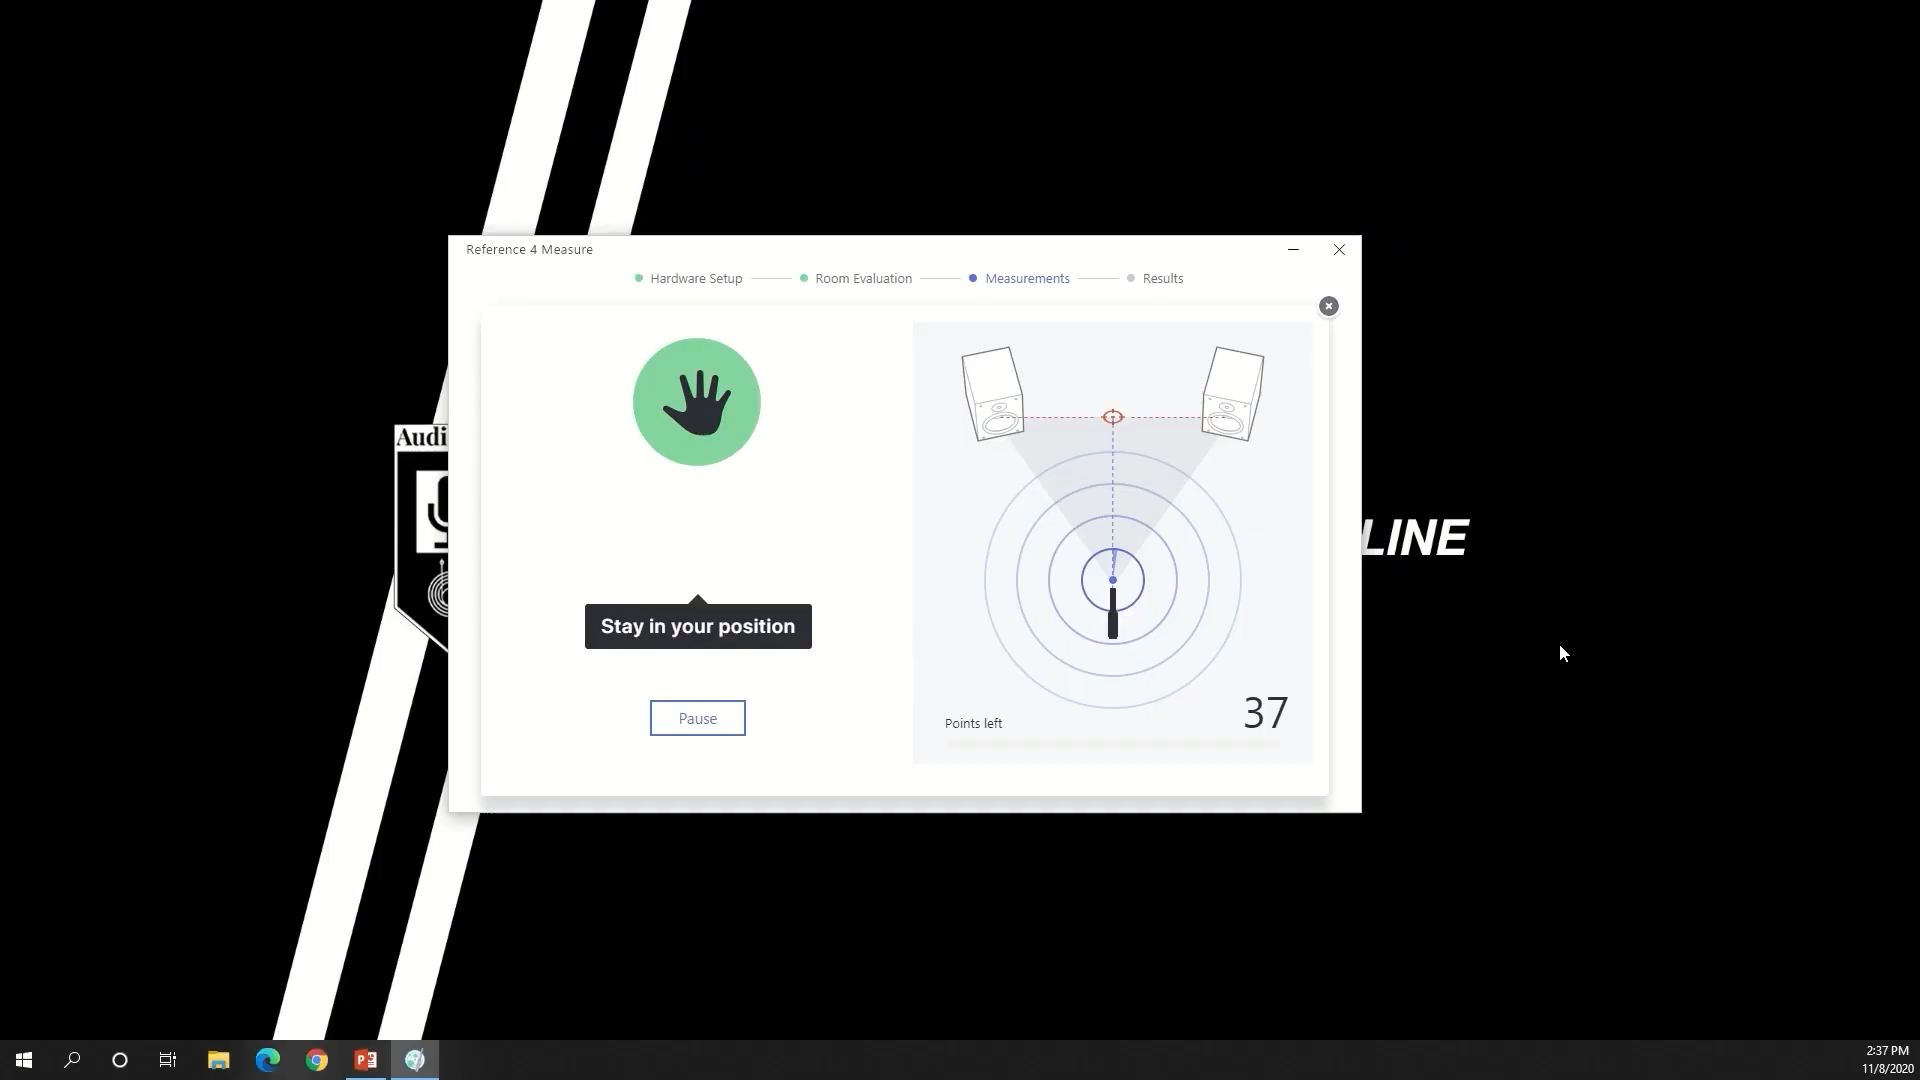 Reference 4 Measure
Hardware Setup
Room Evaluation
Measurements
Results
Stay in your position
Pause
Points left
37
Audi
LINE
2:37 PM
11/8/2020